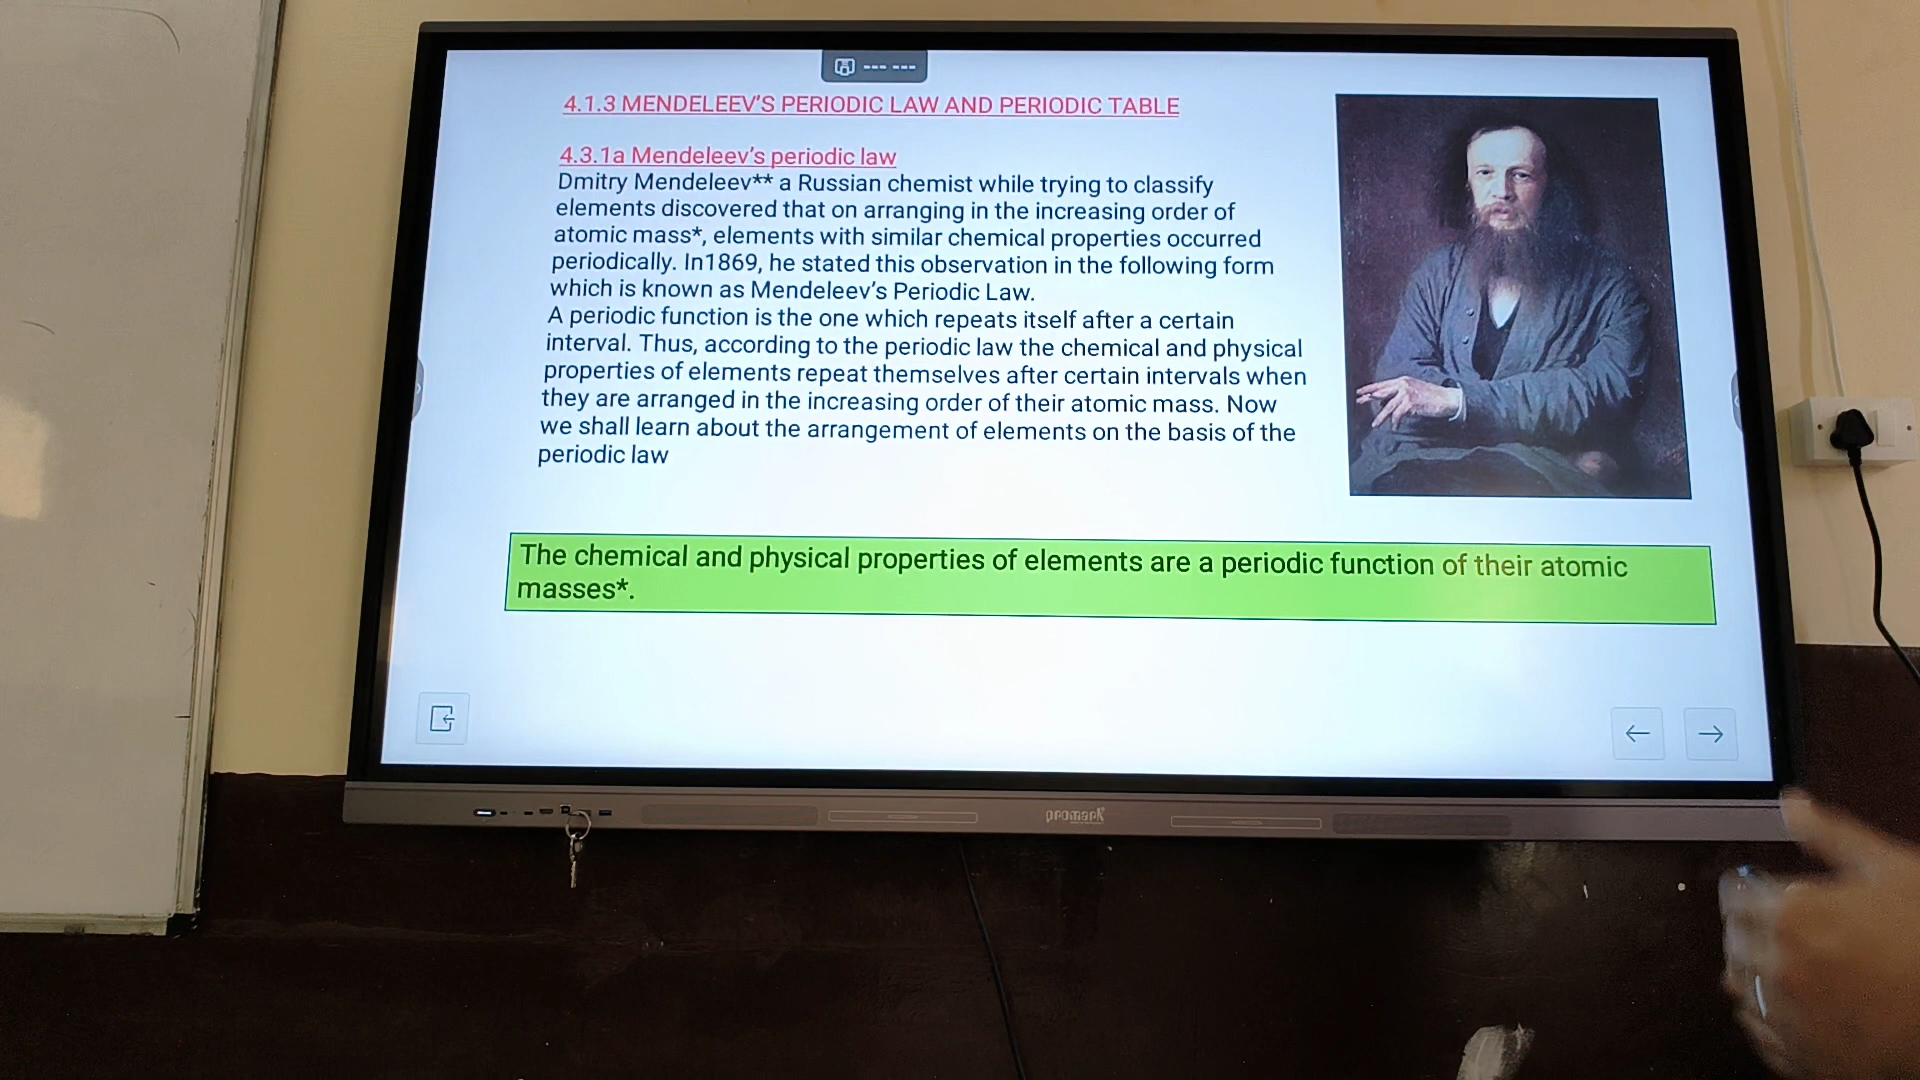 4.1.3 MENDELEEV'S PERIODIC LAW AND PERIODIC TABLE
4.3.1a Mendeleev's periodic law
Dmitry Mendeleev** a Russian chemist while trying to classify
elements discovered that on arranging in the increasing order of
atomic mass*, elements with similar chemical properties occurred
periodically. In1869, he stated this observation in the following form
which is known as Mendeleev's Periodic Law.
A periodic function is the one which repeats itself after a certain
interval. Thus, according to the periodic law the chemical and physical
properties of elements repeat themselves after certain intervals when
they are arranged in the increasing order of their atomic mass. Now
we shall learn about the arrangement of elements on the basis of the
periodic law
The chemical and physical properties of elements are a periodic function of their atomic
masses*.
promark